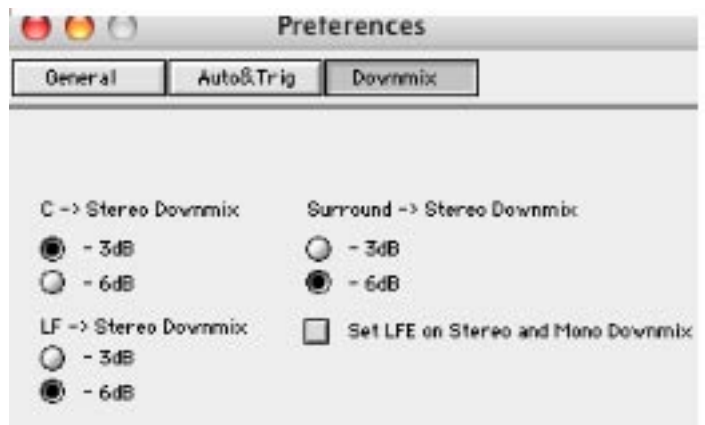 Preferences
General Auto&Trig Downmix
C -> Stereo Downmix
- 3dB
- 6dB
LF -> Stereo Downmix
- 3dB
- 6dB
Surround -> Stereo Downmix
- 3dB
- 6dB
Set LFE on Stereo and Mono Downmix